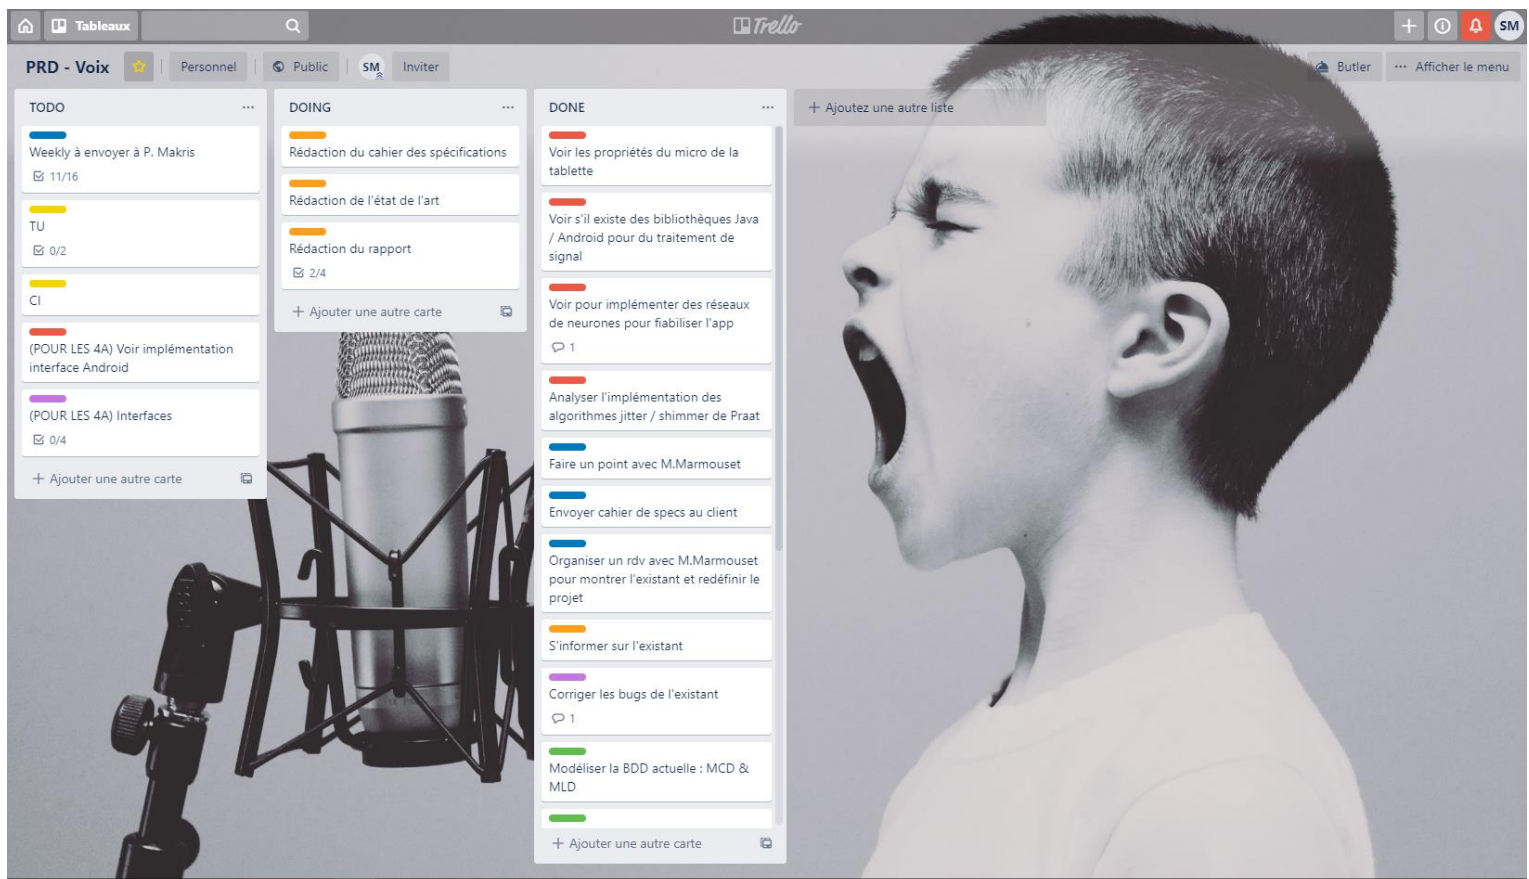 Tableaux
Trello
SM
PRD - Voix
Personnel
Public
SM
Inviter
Butler
Afficher le menu
TODO
Weekly à envoyer à P. Makris
11/16
TU
0/2
CI
(POUR LES 4A) Voir implémentation
interface Android
(POUR LES 4A) Interfaces
0/4
+ Ajouter une autre carte
DOING
Rédaction du cahier des spécifications
Rédaction de l'état de l'art
Rédaction du rapport
2/4
+ Ajouter une autre carte
DONE
Voir les propriétés du micro de la
tablette
Voir s'il existe des bibliothèques Java
/ Android pour du traitement de
signal
Voir pour implémenter des réseaux
de neurones pour fiabiliser l'app
1
Analyser l'implémentation des
algorithmes jitter / shimmer de Praat
Faire un point avec M.Marmouset
Envoyer cahier de specs au client
Organiser un rdv avec M.Marmouset
pour montrer l'existant et redéfinir le
projet
S'informer sur l'existant
Corriger les bugs de l'existant
1
Modéliser la BDD actuelle : MCD &
MLD
+ Ajouter une autre carte
+ Ajoutez une autre liste